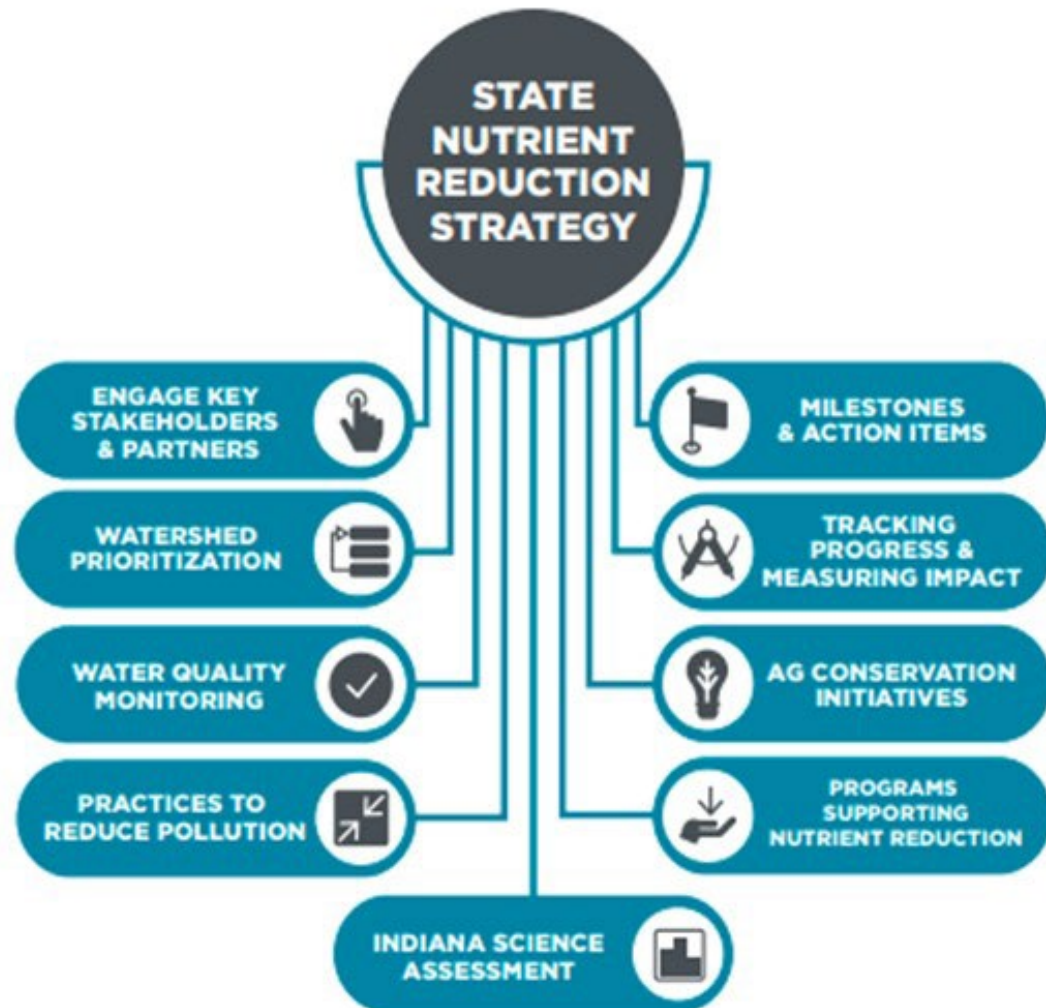 STATE
NUTRIENT
REDUCTION
STRATEGY
ENGAGE KEY
STAKEHOLDERS
& PARTNERS
WATERSHED
PRIORITIZATION
WATER QUALITY
MONITORING
PRACTICES TO
REDUCE POLLUTION
MILESTONES
& ACTION ITEMS
TRACKING
PROGRESS &
MEASURING IMPACT
AG CONSERVATION
INITIATIVES
PROGRAMS
SUPPORTING
NUTRIENT REDUCTION
INDIANA SCIENCE
ASSESSMENT